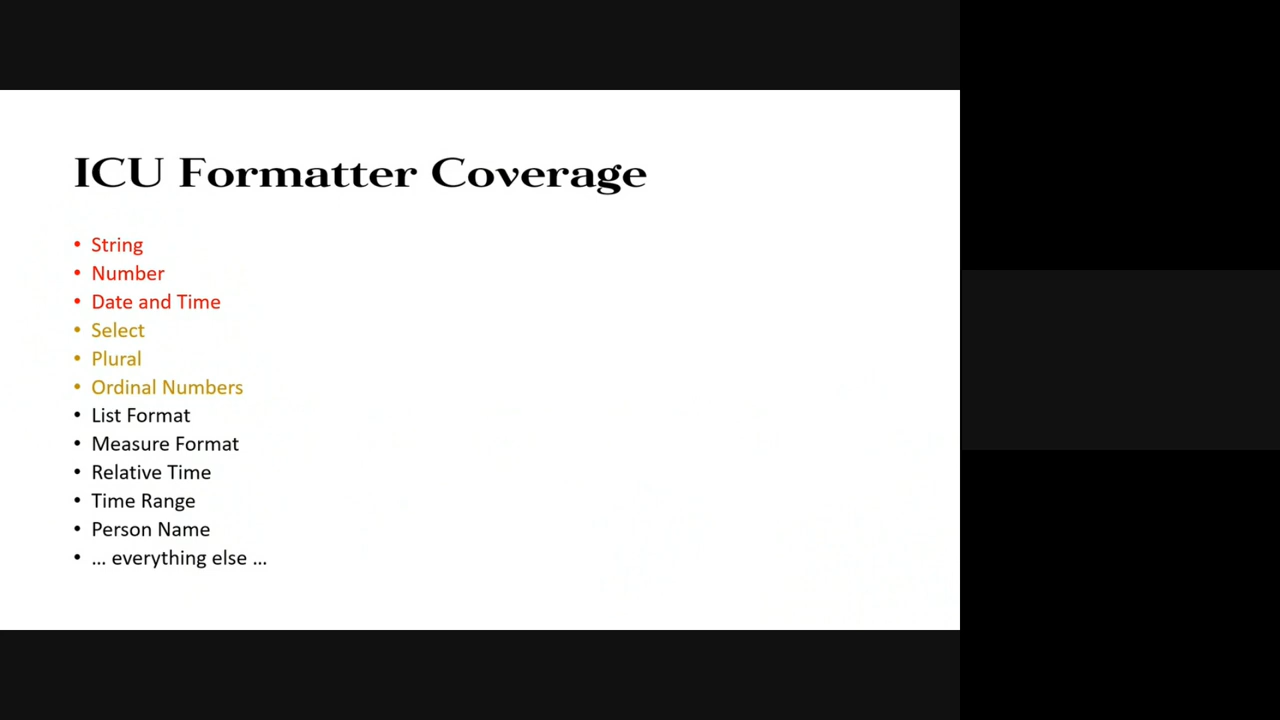 ICU Formatter Coverage
• String
• Number
• Date and Time
• Select
• Plural
• Ordinal Numbers
• List Format
• Measure Format
• Relative Time
• Time Range
• Person Name
• ... everything else ...